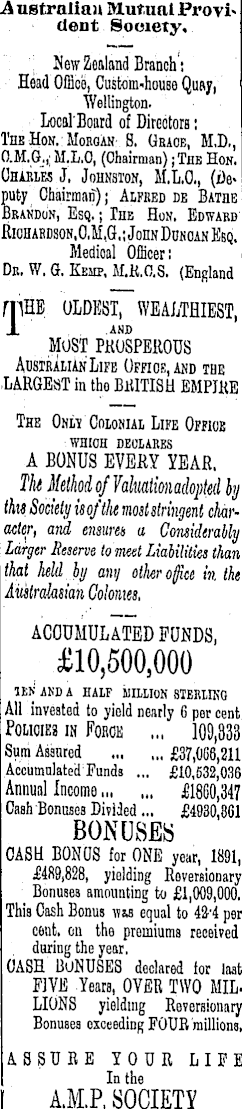 Australian Mutual Provi-
dent Society.
New Zealand Branch:
Head Office, Custom-house Quay,
Wellington.
Local Board of Directors:
THE HON. MORGAN S. GRACE, M.D.,
C.M.G., M.L.C, (Chairman); THE HON.
CHARLES J. JOHNSTON, M.L.C., (De-
puty Chairman); ALFRED DE BATHE
BRANDON, ESQ.; THE HON. EDWARD
RICHARDSON, C.M.G.; JOHN DUNCAN ESQ.
Medical Officer:
DR. W. G. KEMP, M.R.C.S. (England
THE OLDEST, WEALTHIEST,
AND
MOST PROSPEROUS
AUSTRALIAN LIFE OFFICE, AND THE
LARGEST in the BRITISH EMPIRE
THE ONLY COLONIAL LIFE OFFICE
WHICH DECLARES
A BONUS EVERY YEAR.
The Method of Valuation adopted by
this Society is of the most stringent char-
acter, and ensures a Considerably
Larger Reserve to meet Liabilities than
that held by any other office in the
Australasian Colonies.
ACCUMULATED FUNDS,
£10,500,000
TEN AND A HALF MILLION STERLING
All invested to yield nearly 6 per cent
POLICIES IN FORCE ... 109,933
Sum Assured ... ... £37,066,211
Accumulated Funds ... £10,532,036
Annual Income ... ... £1860,347
Cash Bonuses Divided ... £4930,361
BONUSES
CASH BONUS for ONE year, 1891,
£489,828, yielding Reversionary
Bonuses amounting to £1,009,000.
This Cash Bonus was equal to 42·4 per
cent. on the premiums received
during the year.
CASH BONUSES declared for last
FIVE Years, OVER TWO MIL-
LIONS yielding Reversionary
Bonuses exceeding FOUR millions.
ASSURE YOUR LIFE
In the
A.M.P. SOCIETY